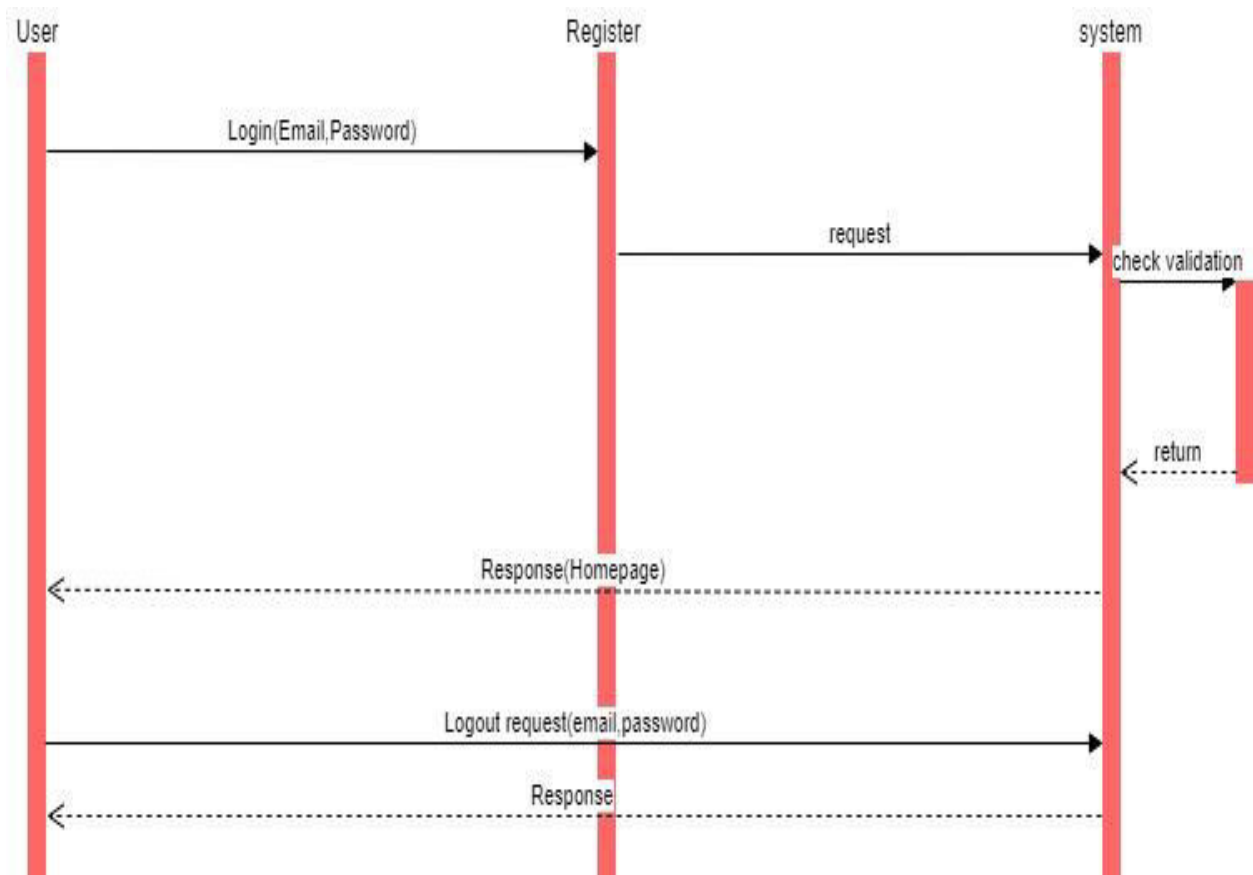 User
Register
system
Login(Email,Password)
request
check validation
return
Response(Homepage)
Logout request(email,password)
Response